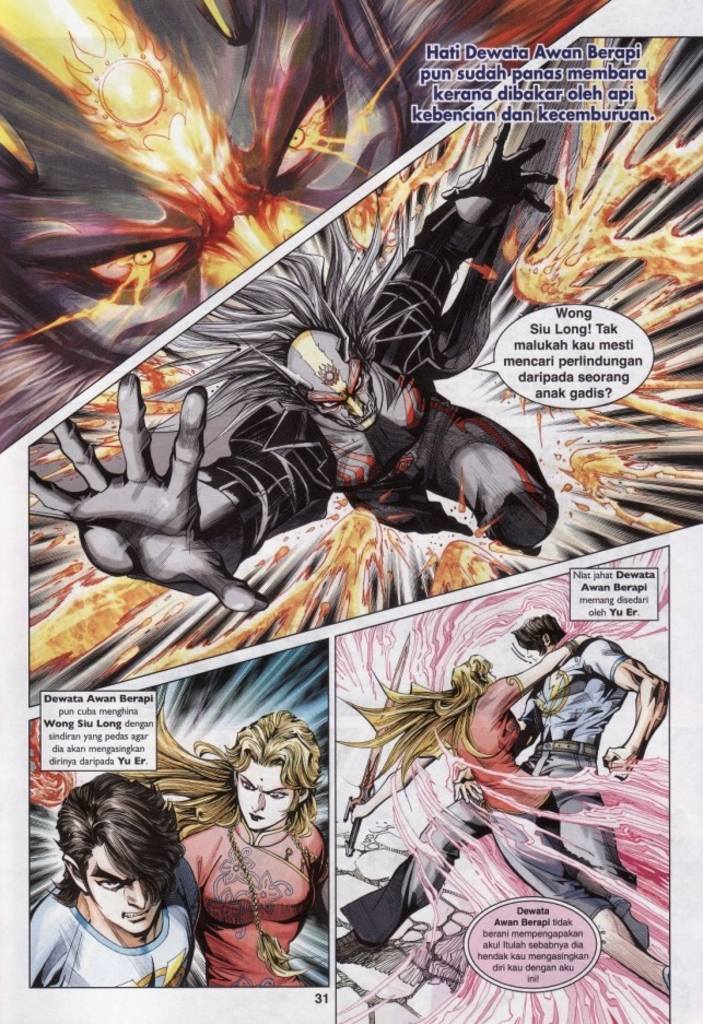 Hati Dewata Awan Berapi
pun sudah panas membara
kerana dibakar oleh api
kebencian dan kecemburuan.
Wong
Siu Long! Tak
malukah kau mesti
mencari perlindungan
daripada seorang
anak gadis?
Dewata Awan Berapi
pun cuba menghina
Wong Siu Long dengan
sindiran yang pedas agar
dia akan mengasingkan
dirinya daripada Yu Er.
Niat jahat Dewata
Awan Berapi
memang disedari
oleh Yu Er.
Dewata
Awan Berapi tidak
berani mempengapakan
aku! Itulah sebabnya dia
hendak kau mengasingkan
diri kau dengan aku
ini!
31